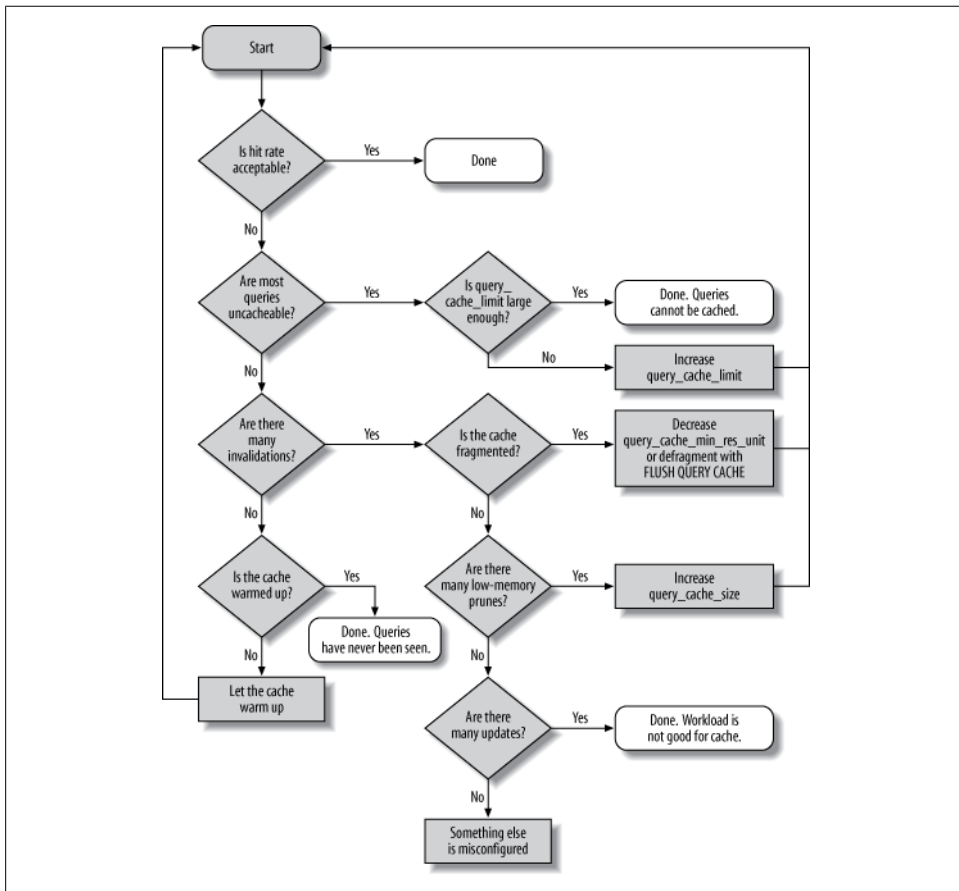 Start
Is hit rate
acceptable?
Yes
Done
No
Are most
queries
uncacheable?
Yes
Is query_
cache_limit large
enough?
Yes
Done. Queries
cannot be cached.
No
Increase
query_cache_limit
No
Are there
many
invalidations?
Yes
Is the cache
fragmented?
Yes
Decrease
query_cache_min_res_unit
or defragment with
FLUSH QUERY CACHE
No
No
Is the cache
warmed up?
Yes
Done. Queries
have never been seen.
Are there
many low-memory
prunes?
Yes
Increase
query_cache_size
No
Let the cache
warm up
No
Are there
many updates?
Yes
Done. Workload is
not good for cache.
No
Something else
is misconfigured